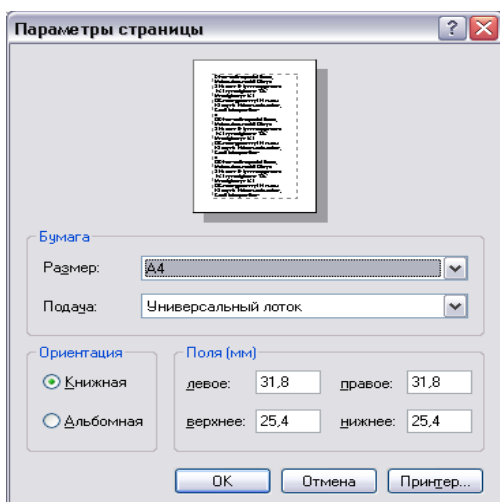 Параметры страницы
Бумага
Размер: A4
Подача: Универсальный лоток
Ориентация
Книжная
Альбомная
Поля (мм)
левое: 31,8 правое: 31,8
верхнее: 25,4 нижнее: 25,4
OK Отмена Принтер...